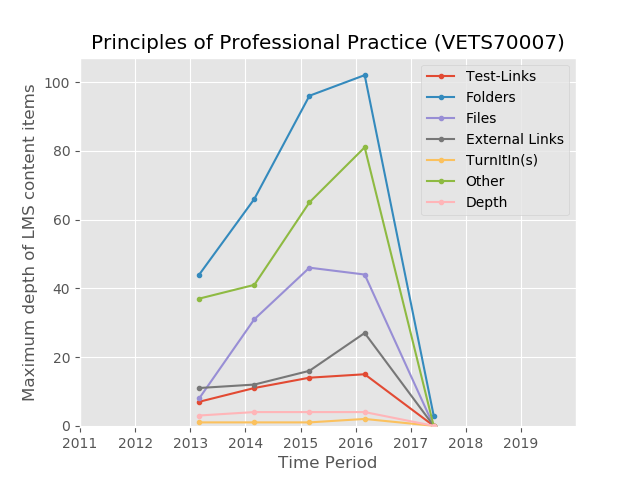 Principles of Professional Practice (VETS70007)
Maximum depth of LMS content items
100
80
60
40
20
0
Test-Links
Folders
Files
External Links
TurnItIn(s)
Other
Depth
2011 2012 2013 2014 2015 2016 2017 2018 2019
Time Period